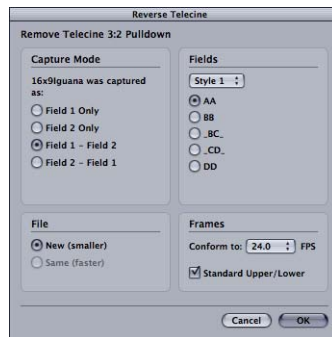 Reverse Telecine
Remove Telecine 3:2 Pulldown
Capture Mode
16x9Iguana was captured
as:
Field 1 Only
Field 2 Only
Field 1 - Field 2
Field 2 - Field 1
Fields
Style 1
AA
BB
_BC_
_CD_
DD
File
New (smaller)
Same (faster)
Frames
Conform to: 24.0 FPS
Standard Upper/Lower
Cancel OK